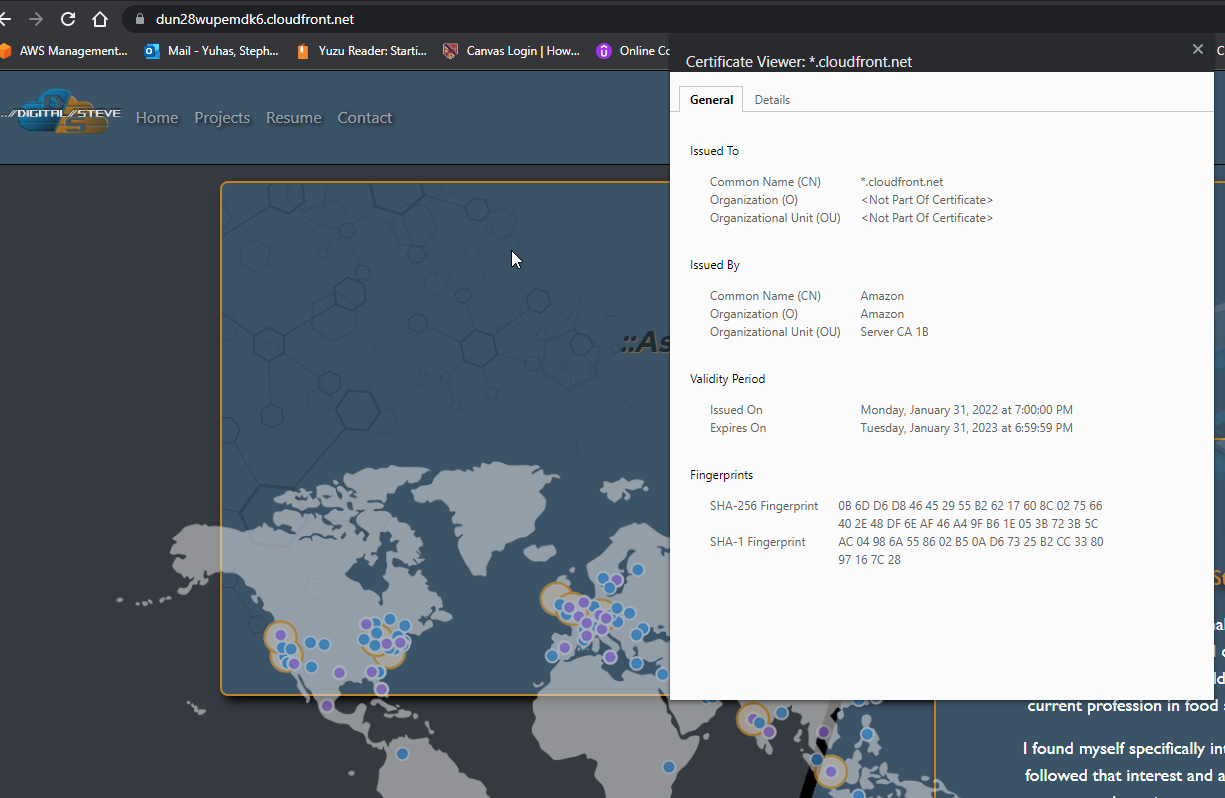 dun28wupemdk6.cloudfront.net
AWS Management... Mail - Yuhas, Steph... Yuzu Reader: Starti... Canvas Login | How... Online Co
Certificate Viewer: *.cloudfront.net
General Details
..//DIGITAL//STEVE Home Projects Resume Contact
Issued To
Common Name (CN) *.cloudfront.net
Organization (O) <Not Part Of Certificate>
Organizational Unit (OU) <Not Part Of Certificate>
Issued By
Common Name (CN) Amazon
Organization (O) Amazon
Organizational Unit (OU) Server CA 1B
::As
Validity Period
Issued On Monday, January 31, 2022 at 7:00:00 PM
Expires On Tuesday, January 31, 2023 at 6:59:59 PM
Fingerprints
SHA-256 Fingerprint 0B 6D D6 D8 46 45 29 55 B2 62 17 60 8C 02 75 66
40 2E 48 DF 6E AF 46 A4 9F B6 1E 05 3B 72 3B 5C
SHA-1 Fingerprint AC 04 98 6A 55 86 02 B5 0A D6 73 25 B2 CC 33 80
97 16 7C 28
current profession in food
I found myself specifically int
followed that interest and a